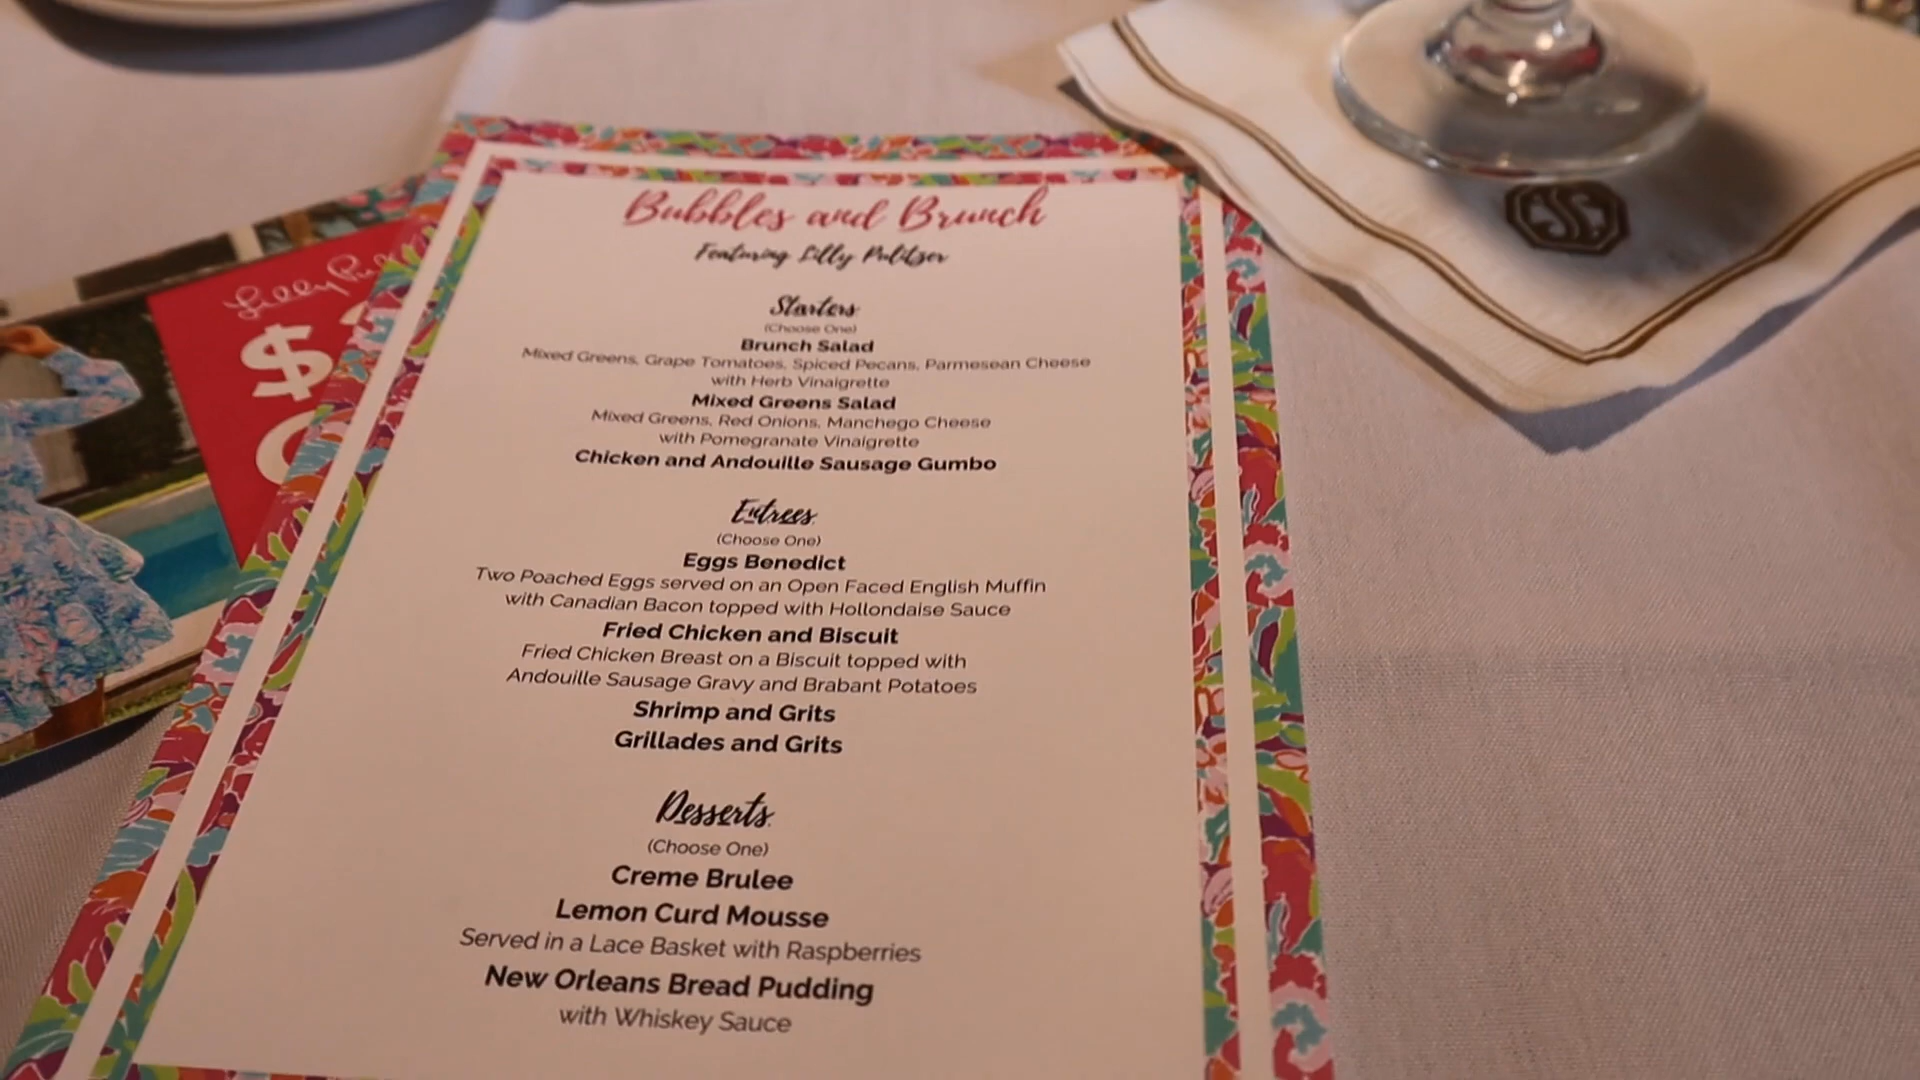 Bubbles and Brunch
Featuring Lilly Pulitzer
Starters
(Choose One)
Brunch Salad
Mixed Greens, Grape Tomatoes, Spiced Pecans, Parmesean Cheese
with Herb Vinaigrette
Mixed Greens Salad
Mixed Greens, Red Onions, Manchego Cheese
with Pomegranate Vinaigrette
Chicken and Andouille Sausage Gumbo
Entrees
(Choose One)
Eggs Benedict
Two Poached Eggs served on an Open Faced English Muffin
with Canadian Bacon topped with Hollondaise Sauce
Fried Chicken and Biscuit
Fried Chicken Breast on a Biscuit topped with
Andouille Sausage Gravy and Brabant Potatoes
Shrimp and Grits
Grillades and Grits
Desserts
(Choose One)
Creme Brulee
Lemon Curd Mousse
Served in a Lace Basket with Raspberries
New Orleans Bread Pudding
with Whiskey Sauce
Lilly
$